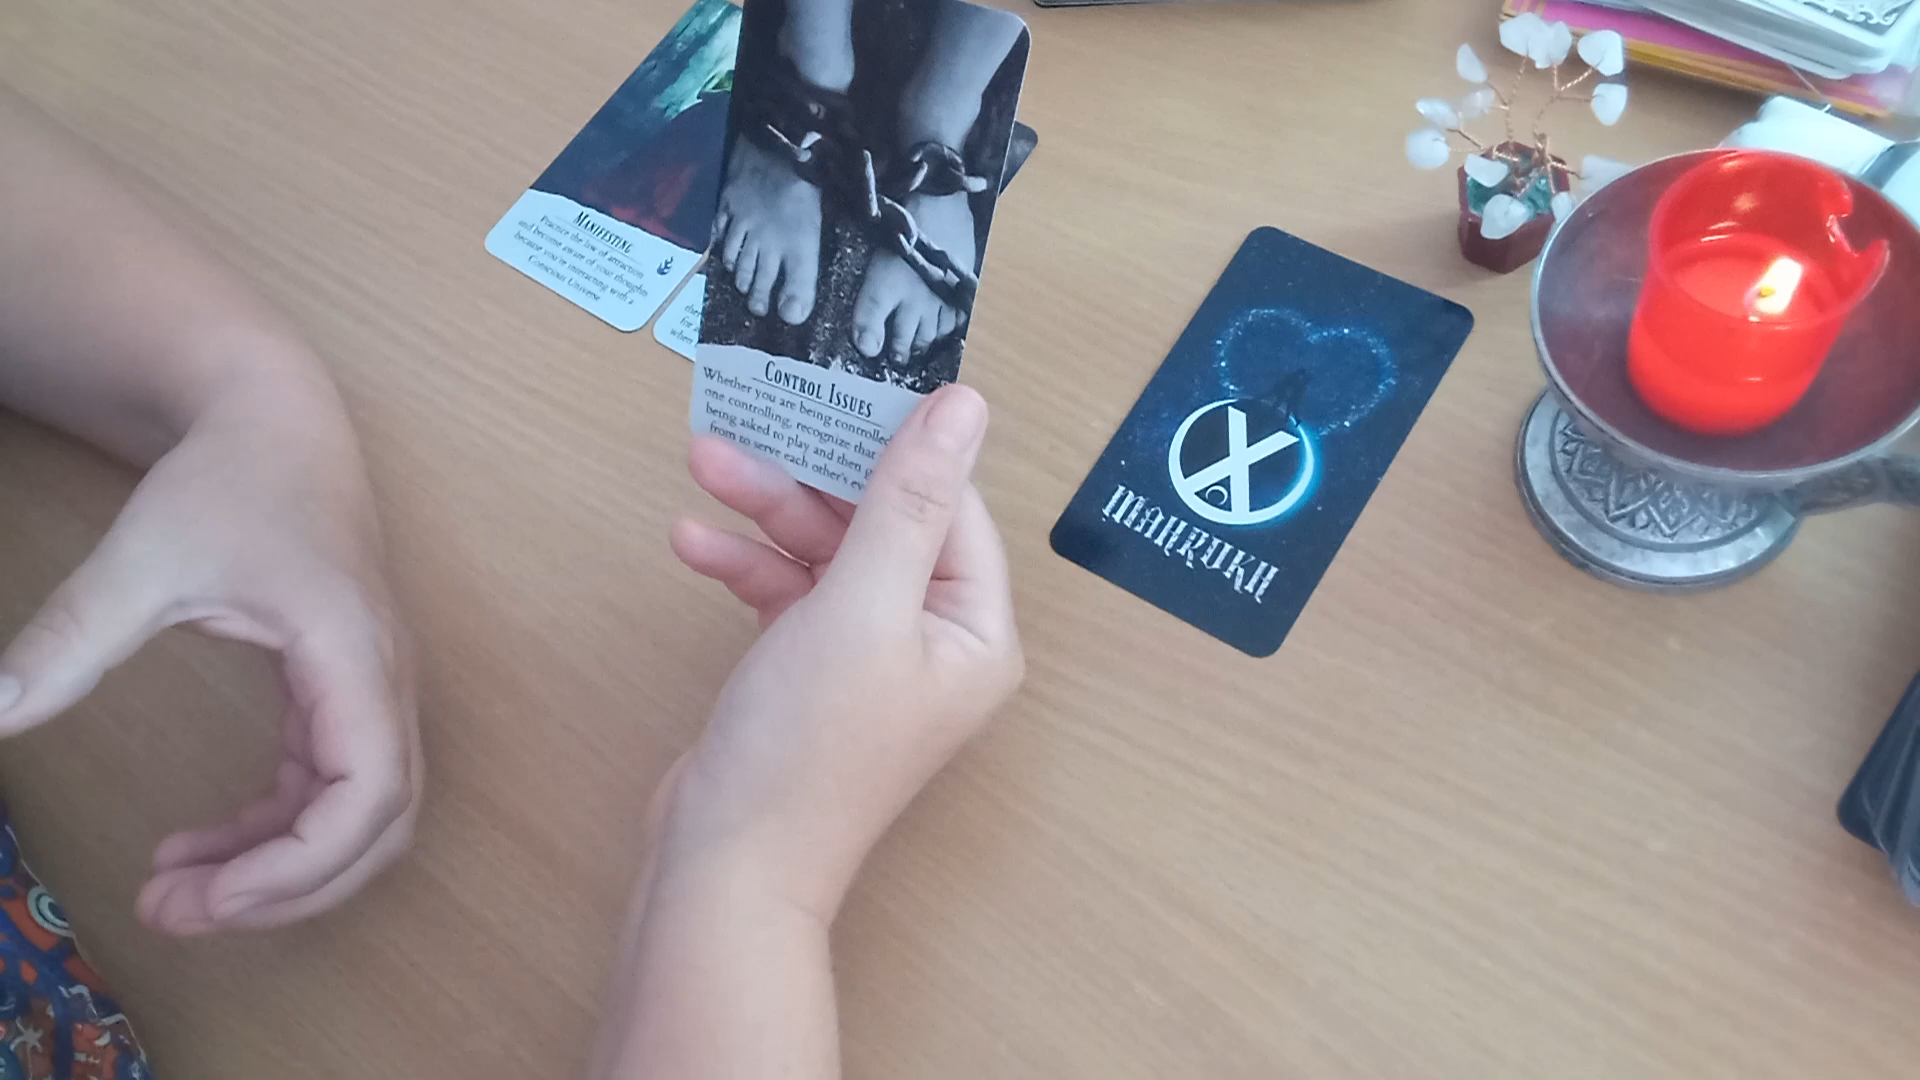 MANIFESTING
Practice the law of attraction
and become aware of your thoughts
because you're interacting with a
Conscious Universe
when
CONTROL ISSUES
Whether you are being controlled
one controlling, recognize that
being asked to play and then
from to serve each other's
MAHROKH